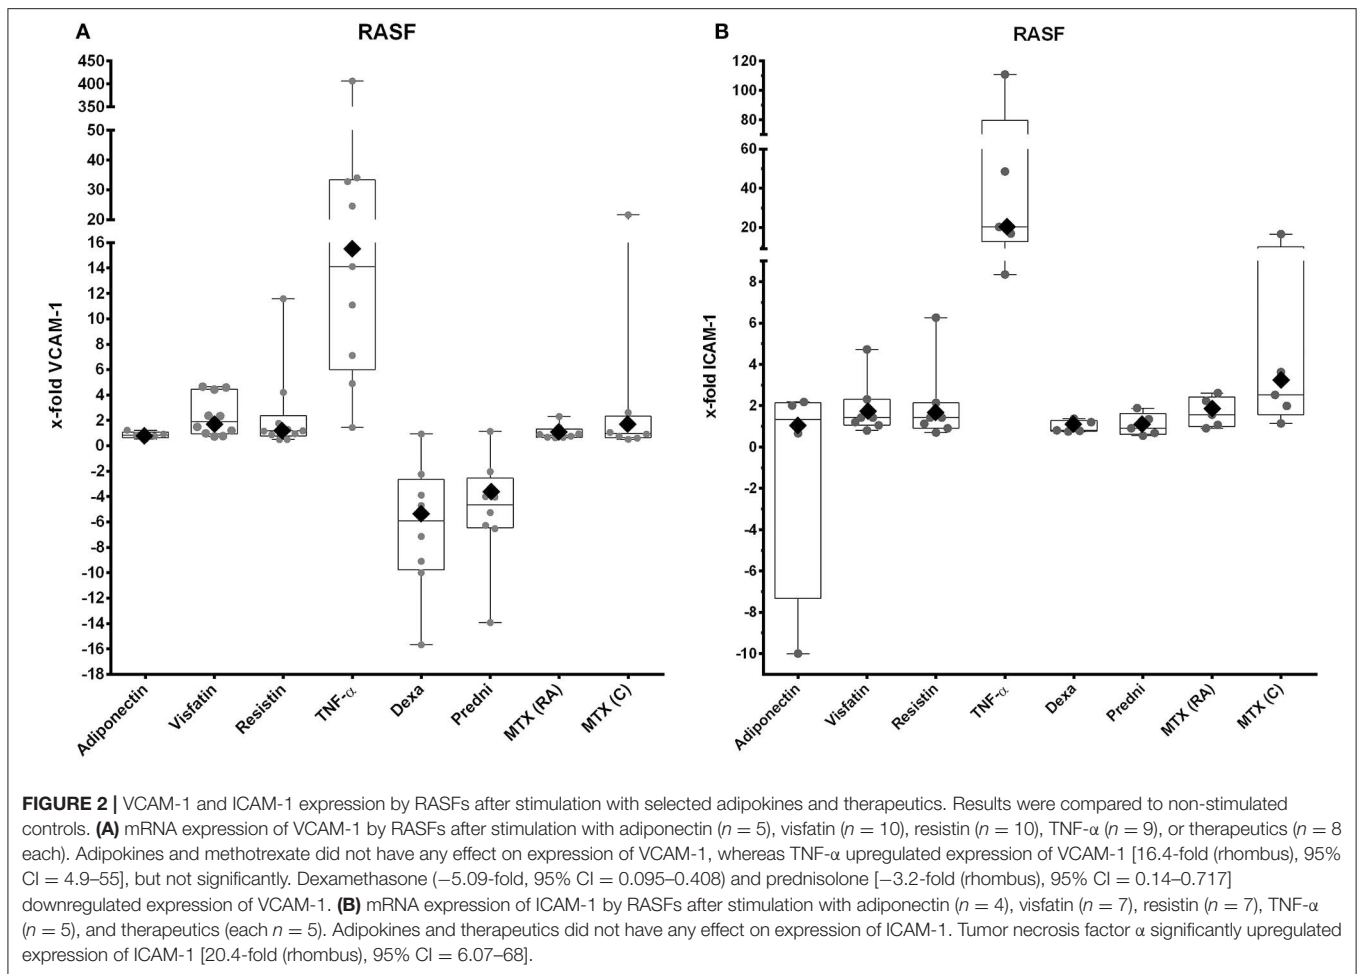 A
RASF
450
400
350
50
40
30
20
16
14
12
10
8
6
4
2
0
-2
-4
-6
-8
-10
-12
-14
-16
-18
x-fold VCAM-1
Adiponectin
Visfatin
Resistin
TNF-α
Dexa
Predni
MTX (RA)
MTX (C)
B
RASF
120
100
80
60
40
20
8
6
4
2
0
-2
-4
-6
-8
-10
x-fold ICAM-1
Adiponectin
Visfatin
Resistin
TNF-α
Dexa
Predni
MTX (RA)
MTX (C)
FIGURE 2 | VCAM-1 and ICAM-1 expression by RASFs after stimulation with selected adipokines and therapeutics. Results were compared to non-stimulated
controls. (A) mRNA expression of VCAM-1 by RASFs after stimulation with adiponectin (n = 5), visfatin (n = 10), resistin (n = 10), TNF-α (n = 9), or therapeutics (n = 8
each). Adipokines and methotrexate did not have any effect on expression of VCAM-1, whereas TNF-α upregulated expression of VCAM-1 [16.4-fold (rhombus), 95%
CI = 4.9–55], but not significantly. Dexamethasone (−5.09-fold, 95% CI = 0.095–0.408) and prednisolone [−3.2-fold (rhombus), 95% CI = 0.14–0.717]
downregulated expression of VCAM-1. (B) mRNA expression of ICAM-1 by RASFs after stimulation with adiponectin (n = 4), visfatin (n = 7), resistin (n = 7), TNF-α
(n = 5), and therapeutics (each n = 5). Adipokines and therapeutics did not have any effect on expression of ICAM-1. Tumor necrosis factor α significantly upregulated
expression of ICAM-1 [20.4-fold (rhombus), 95% CI = 6.07–68].